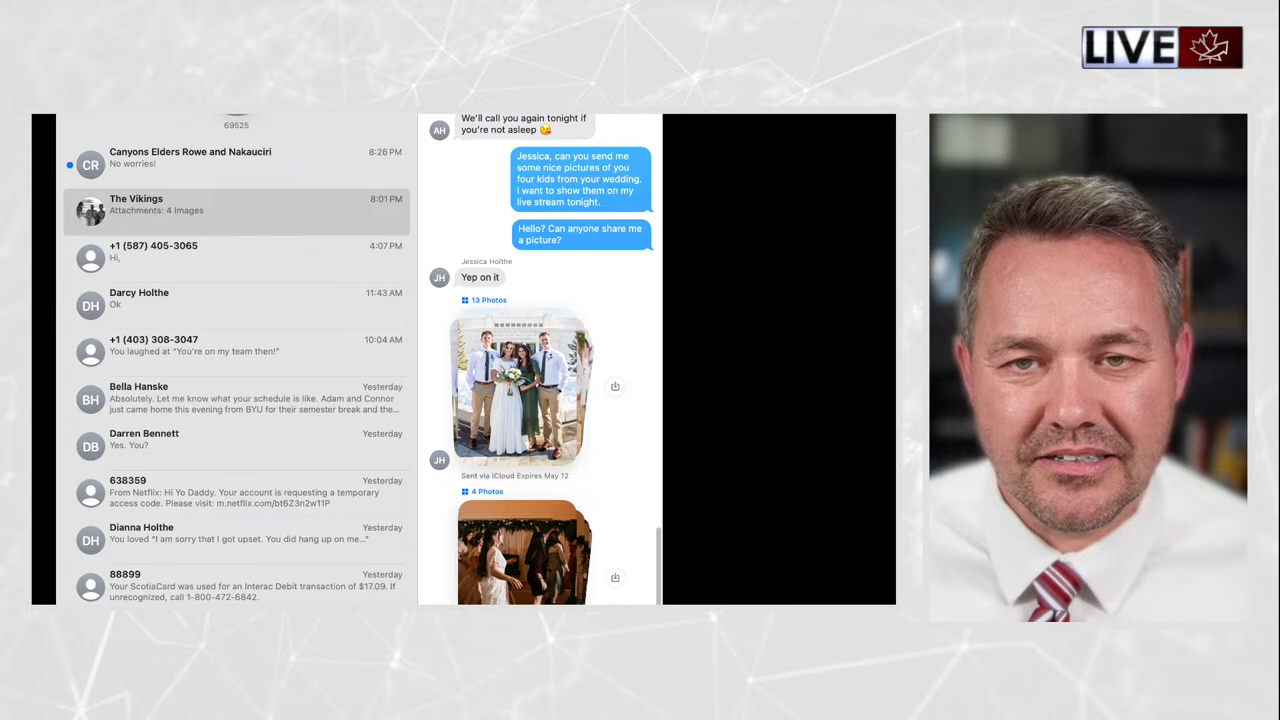 LIVE
69525
Canyons Elders Rowe and Nakauciri
8:26 PM
No worries!
The Vikings
8:01 PM
Attachments: 4 Images
+1 (587) 405-3065
4:07 PM
Hi,
Darcy Holthe
11:43 AM
DH
Ok
+1 (403) 308-3047
10:04 AM
You laughed at “You're on my team then!”
Bella Hanske
Yesterday
Absolutely. Let me know what your schedule is like. Adam and Connor
BH
just came home this evening from BYU for their semester break and the...
Darren Bennett
Yesterday
DB
Yes. You?
638359
Yesterday
From Netflix: Hi Yo Daddy. Your account is requesting a temporary
access code. Please visit: m.netflix.com/bt6Z3n2w11P
Dianna Holthe
Yesterday
DH
You loved “I am sorry that I got upset. You did hang up on me...”
88899
Yesterday
Your ScotiaCard was used for an Interac Debit transaction of $17.09. If
unrecognized, call 1-800-472-6842.
CR
We'll call you again tonight if
AH
you're not asleep 😘
Jessica, can you send me
some nice pictures of you
four kids from your wedding.
I want to show them on my
live stream tonight.
Hello? Can anyone share me
a picture?
Jessica Holthe
JH
Yep on it
13 Photos
JH
Sent via iCloud Expires May 12
4 Photos